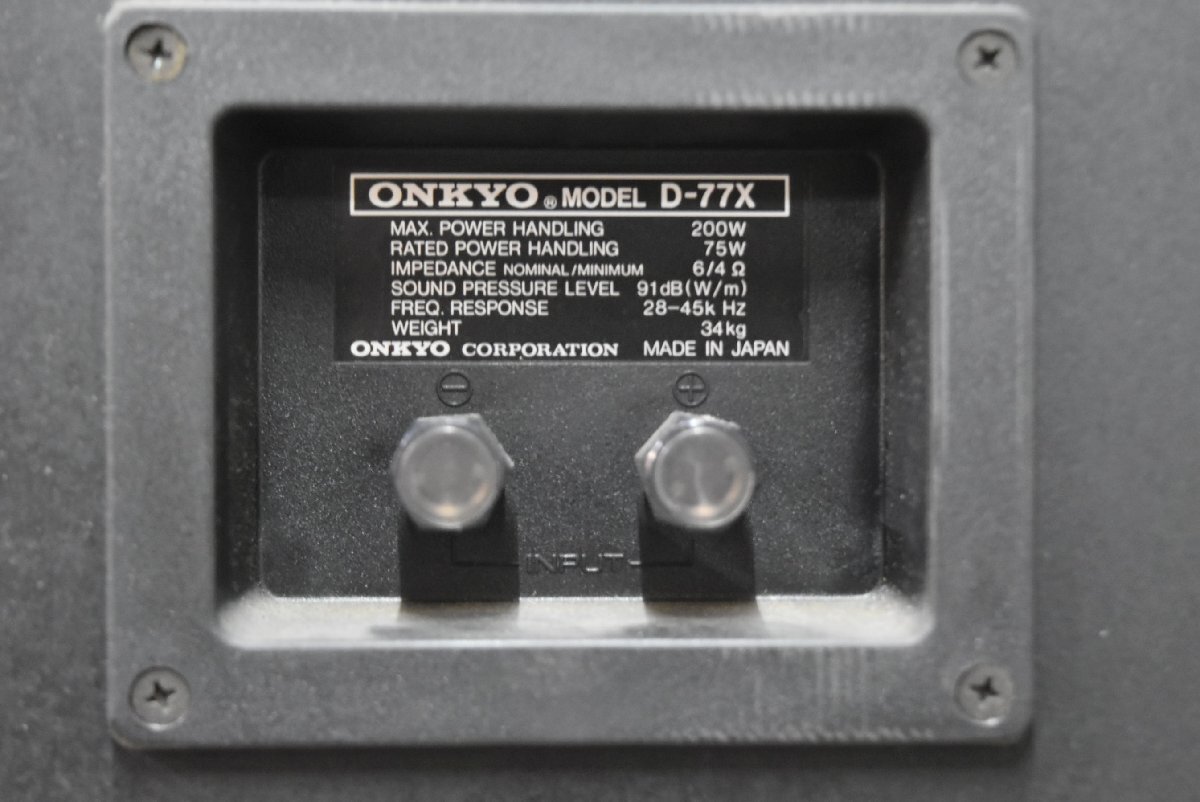 ONKYO® MODEL D-77X
MAX. POWER HANDLING 200W
RATED POWER HANDLING 75W
IMPEDANCE NOMINAL/MINIMUM 6/4 Ω
SOUND PRESSURE LEVEL 91dB(W/m)
FREQ. RESPONSE 28-45k Hz
WEIGHT 34kg
ONKYO CORPORATION MADE IN JAPAN
⊖ ⊕
INPUT